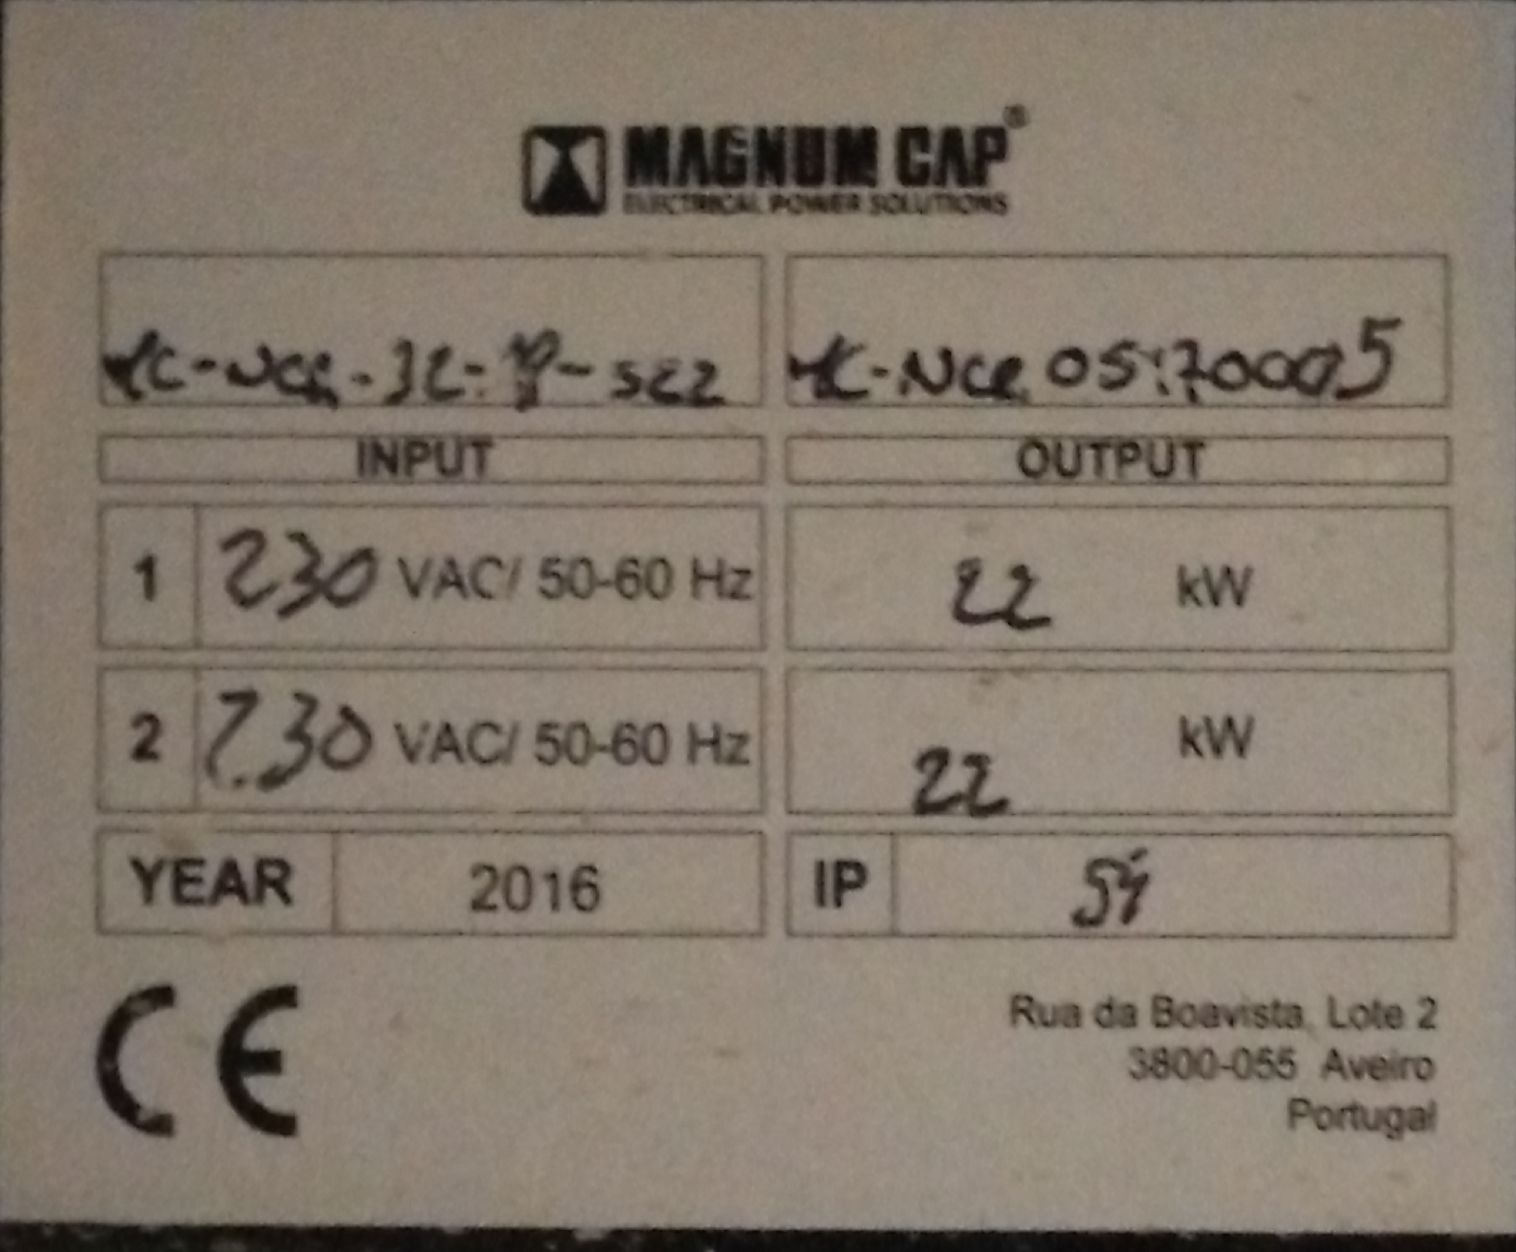 MAGNUM CAP®
ELECTRICAL POWER SOLUTIONS
INPUT OUTPUT
1 230 VAC/ 50-60 Hz 22 kW
2 230 VAC/ 50-60 Hz 22 kW
YEAR 2016 IP 54
CE
Rua da Boavista, Lote 2
3800-055 Aveiro
Portugal